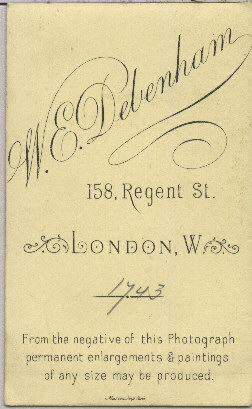 W. E. Debenham
158, Regent St.
London, W.
1743
From the negative of this Photograph
permanent enlargements & paintings
of any size may be produced.